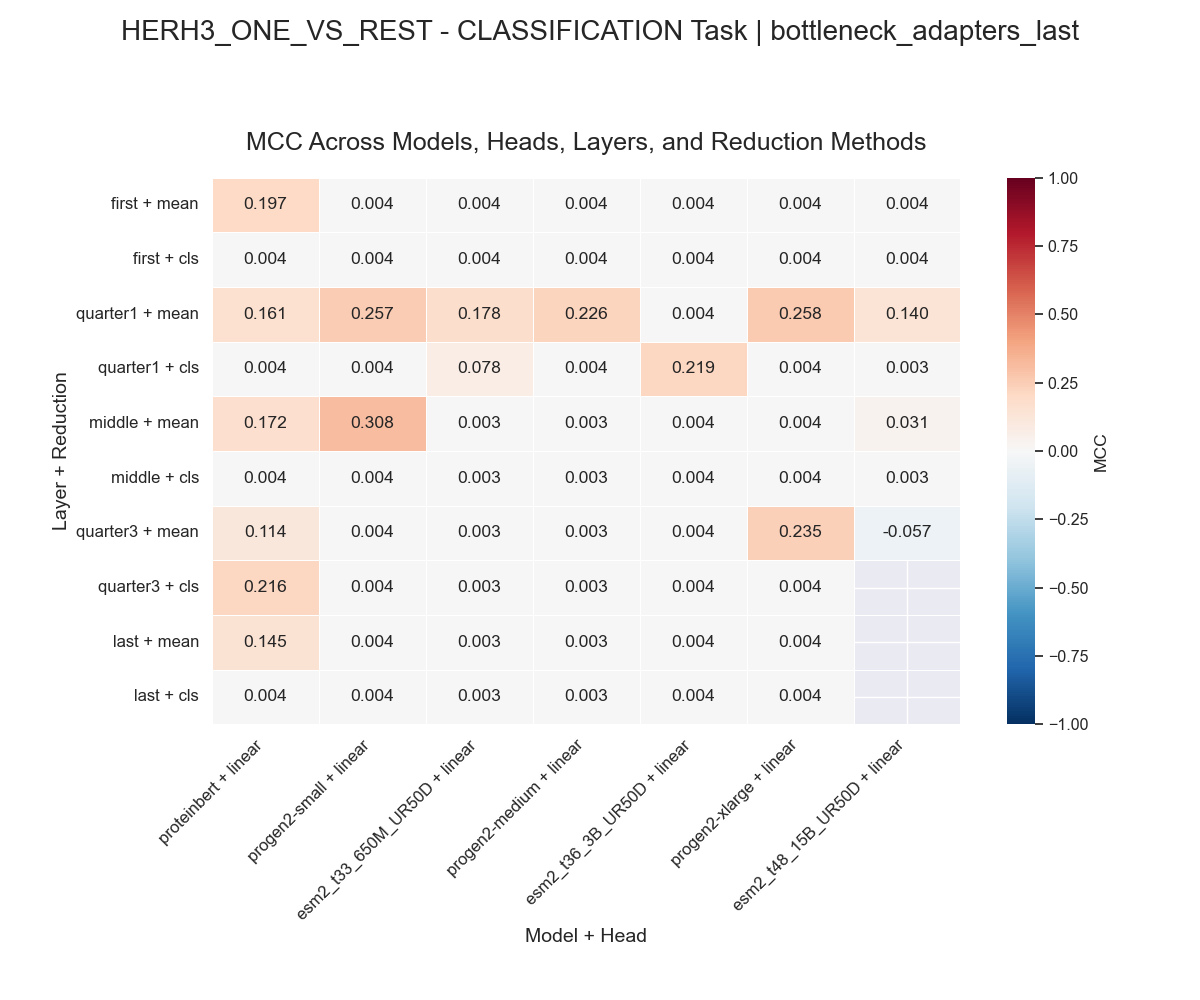 HERH3_ONE_VS_REST - CLASSIFICATION Task | bottleneck_adapters_last
MCC Across Models, Heads, Layers, and Reduction Methods
Layer + Reduction
first + mean 0.197 0.004 0.004 0.004 0.004 0.004 0.004
first + cls 0.004 0.004 0.004 0.004 0.004 0.004 0.004
quarter1 + mean 0.161 0.257 0.178 0.226 0.004 0.258 0.140
quarter1 + cls 0.004 0.004 0.078 0.004 0.219 0.004 0.003
middle + mean 0.172 0.308 0.003 0.003 0.004 0.004 0.031
middle + cls 0.004 0.004 0.003 0.003 0.004 0.004 0.003
quarter3 + mean 0.114 0.004 0.003 0.003 0.004 0.235 -0.057
quarter3 + cls 0.216 0.004 0.003 0.003 0.004 0.004
last + mean 0.145 0.004 0.003 0.003 0.004 0.004
last + cls 0.004 0.004 0.003 0.003 0.004 0.004
proteinbert + linear
progen2-small + linear
esm2_t33_650M_UR50D + linear
progen2-medium + linear
esm2_t36_3B_UR50D + linear
progen2-xlarge + linear
esm2_t48_15B_UR50D + linear
Model + Head
1.00
0.75
0.50
0.25
0.00
−0.25
−0.50
−0.75
−1.00
MCC